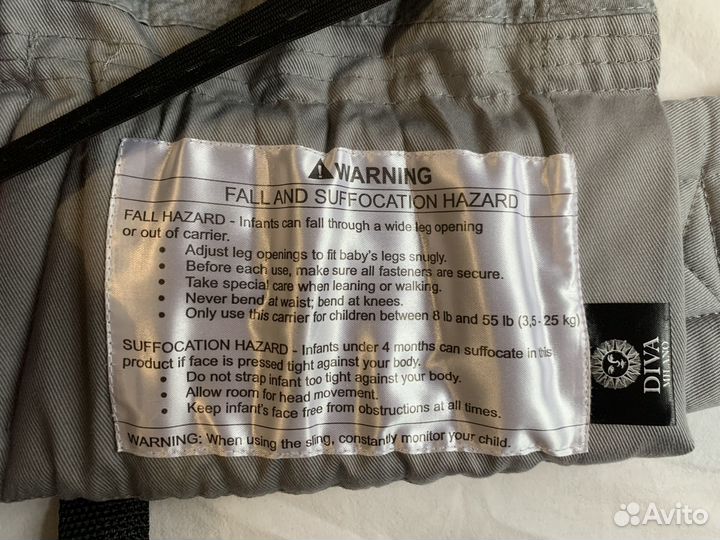 WARNING
FALL AND SUFFOCATION HAZARD
FALL HAZARD - Infants can fall through a wide leg opening
or out of carrier.
• Adjust leg openings to fit baby's legs snugly.
• Before each use, make sure all fasteners are secure.
• Take special care when leaning or walking.
• Never bend at waist; bend at knees.
• Only use this carrier for children between 8 lb and 55 lb (3,5 - 25 kg)
SUFFOCATION HAZARD - Infants under 4 months can suffocate in this
product if face is pressed tight against your body.
• Do not strap infant too tight against your body.
• Allow room for head movement.
• Keep infant's face free from obstructions at all times.
WARNING: When using the sling, constantly monitor your child.
DIVA
MILANO
Avito